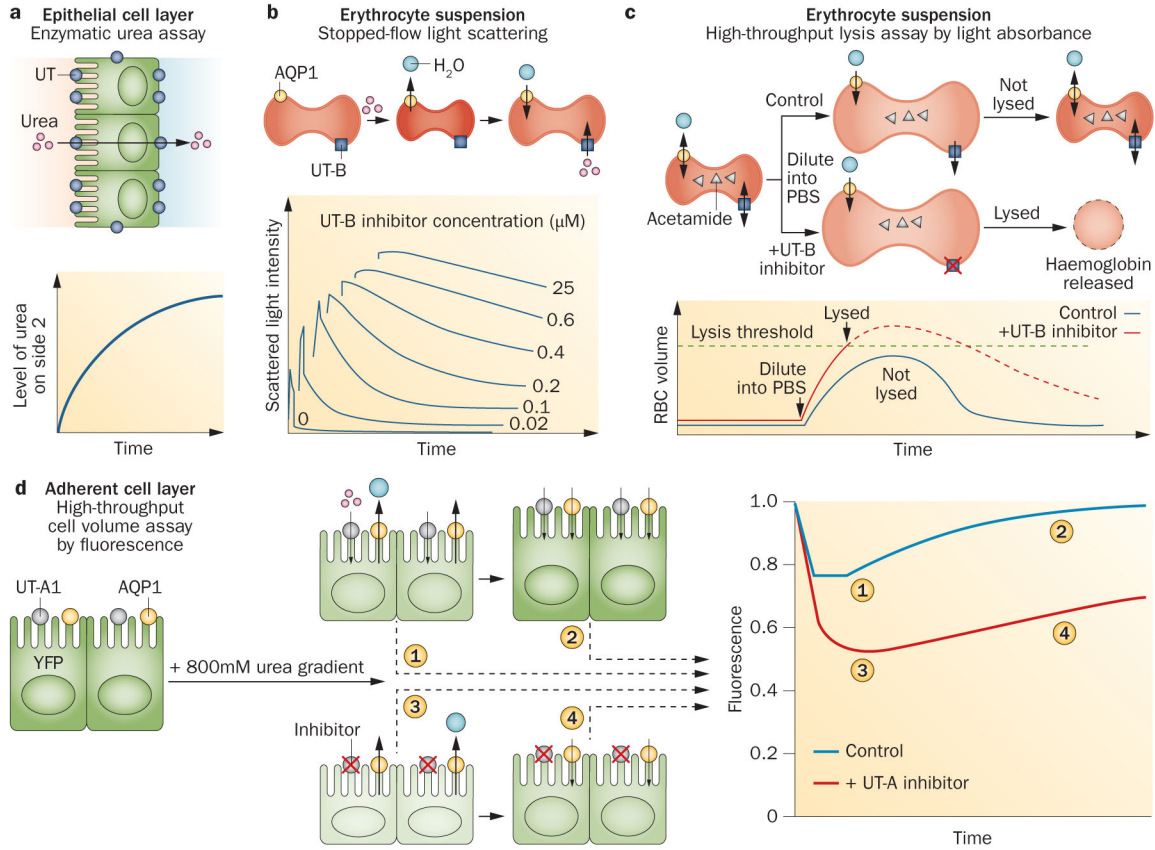 a Epithelial cell layer
Enzymatic urea assay
UT
Urea
Level of urea
on side 2
Time
b Erythrocyte suspension
Stopped-flow light scattering
AQP1
H₂O
UT-B
UT-B inhibitor concentration (µM)
Scattered light intensity
25
0.6
0.4
0.2
0.1
0.02
0
Time
c Erythrocyte suspension
High-throughput lysis assay by light absorbance
Control
Not
lysed
Dilute
into
PBS
Acetamide
+UT-B
inhibitor
Lysed
Haemoglobin
released
Control
+UT-B inhibitor
Lysed
Lysis threshold
Dilute
into PBS
Not
lysed
RBC volume
Time
d Adherent cell layer
High-throughput
cell volume assay
by fluorescence
UT-A1
AQP1
YFP
+ 800mM urea gradient
1
2
3
4
Inhibitor
Fluorescence
1.0
0.8
0.6
0.4
0.2
0
1
2
3
4
Control
+ UT-A inhibitor
Time